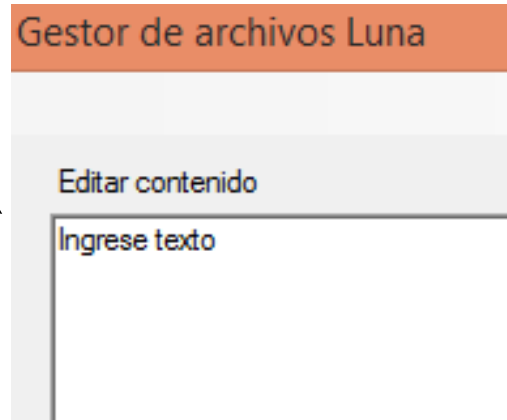 Gestor de archivos Luna
Editar contenido
Ingrese texto